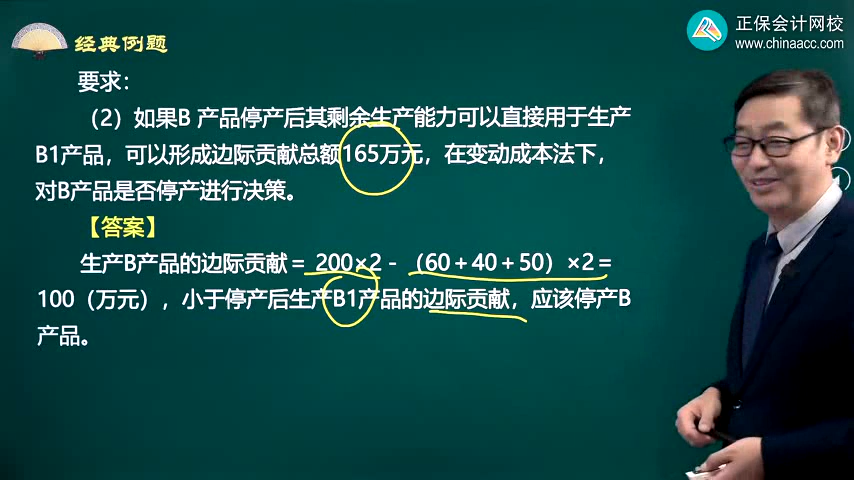 经典例题
正保会计网校
www.chinaacc.com
要求：
（2）如果B 产品停产后其剩余生产能力可以直接用于生产
B1产品，可以形成边际贡献总额165万元，在变动成本法下，
对B产品是否停产进行决策。
【答案】
生产B产品的边际贡献＝ 200×2－（60＋40＋50）×2＝
100（万元），小于停产后生产B1产品的边际贡献，应该停产B
产品。